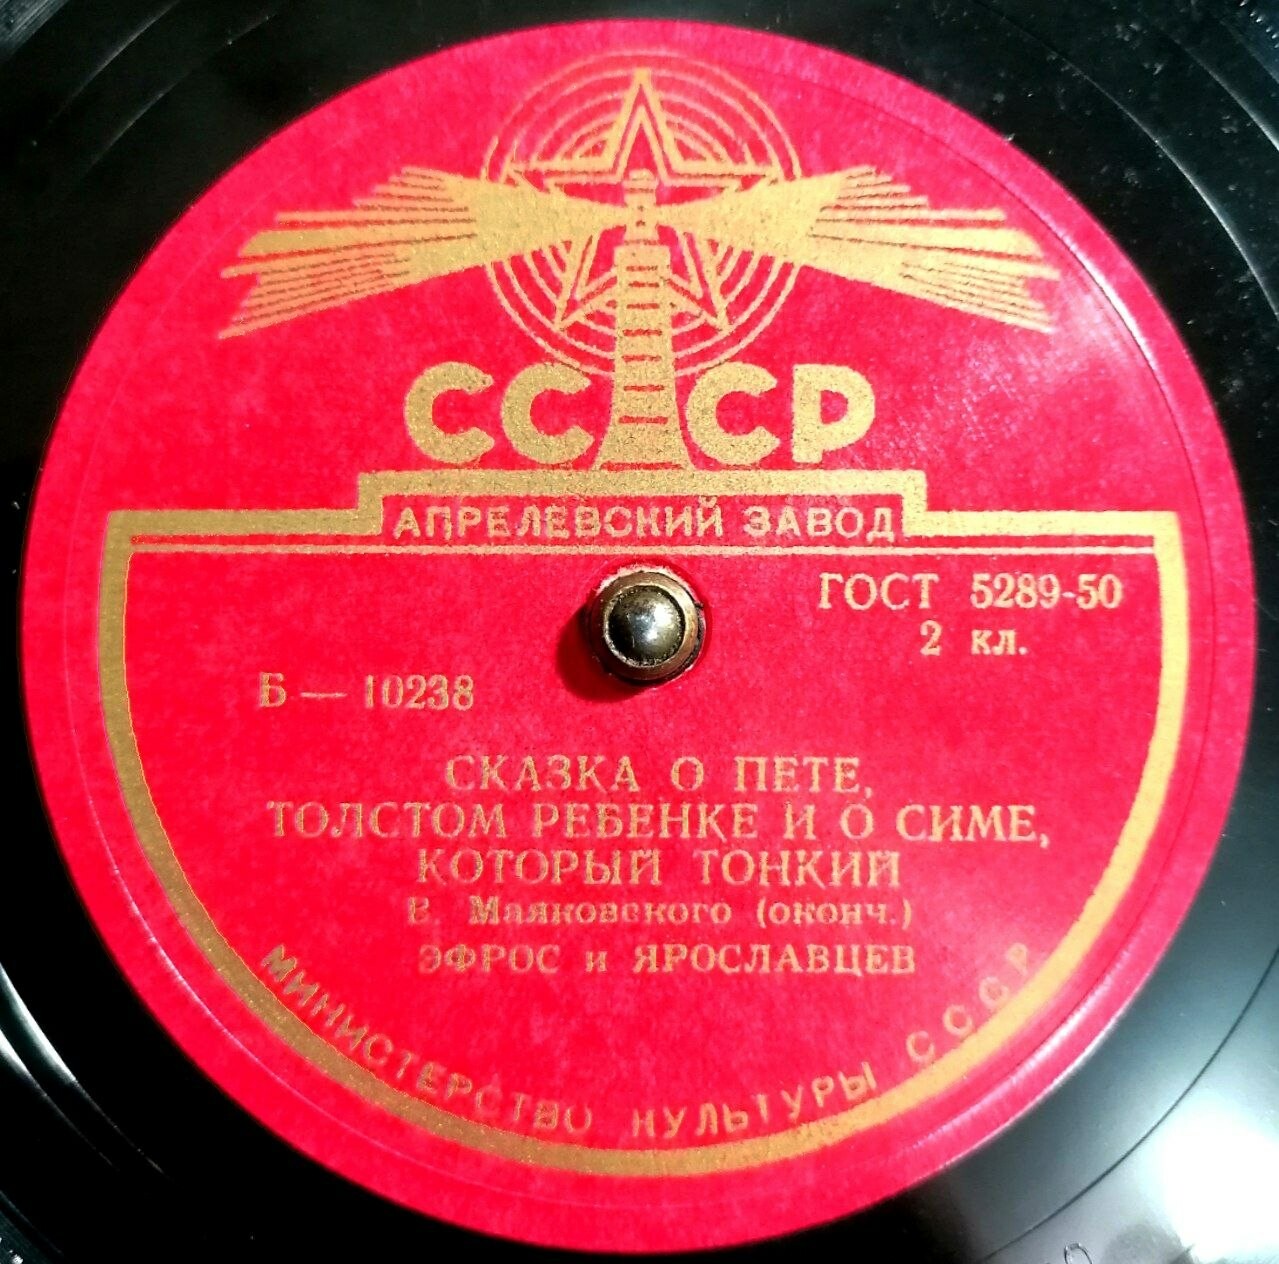 СССР
АПРЕЛЕВСКИЙ ЗАВОД
ГОСТ 5289-50
2 кл.
Б — 10238
СКАЗКА О ПЕТЕ,
ТОЛСТОМ РЕБЕНКЕ И О СИМЕ,
КОТОРЫЙ ТОНКИЙ
В. Маяковского (оконч.)
ЭФРОС и ЯРОСЛАВЦЕВ
МИНИСТЕРСТВО КУЛЬТУРЫ СССР